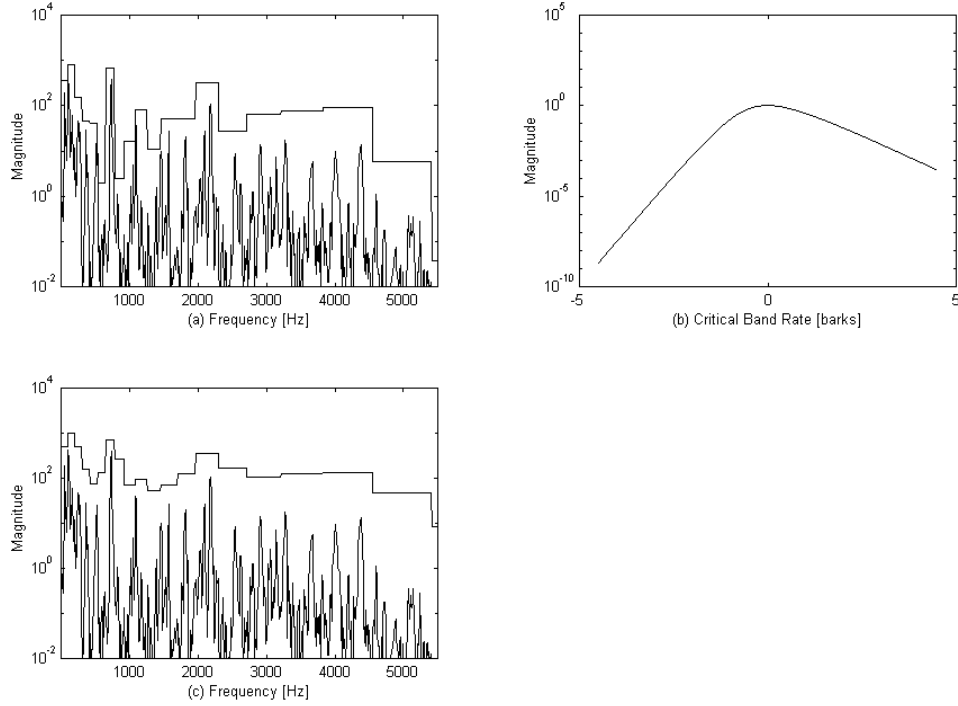 10^4
10^2
10^0
10^-2
Magnitude
1000 2000 3000 4000 5000
(a) Frequency [Hz]
10^5
10^0
10^-5
10^-10
Magnitude
-5 0 5
(b) Critical Band Rate [barks]
10^4
10^2
10^0
10^-2
Magnitude
1000 2000 3000 4000 5000
(c) Frequency [Hz]